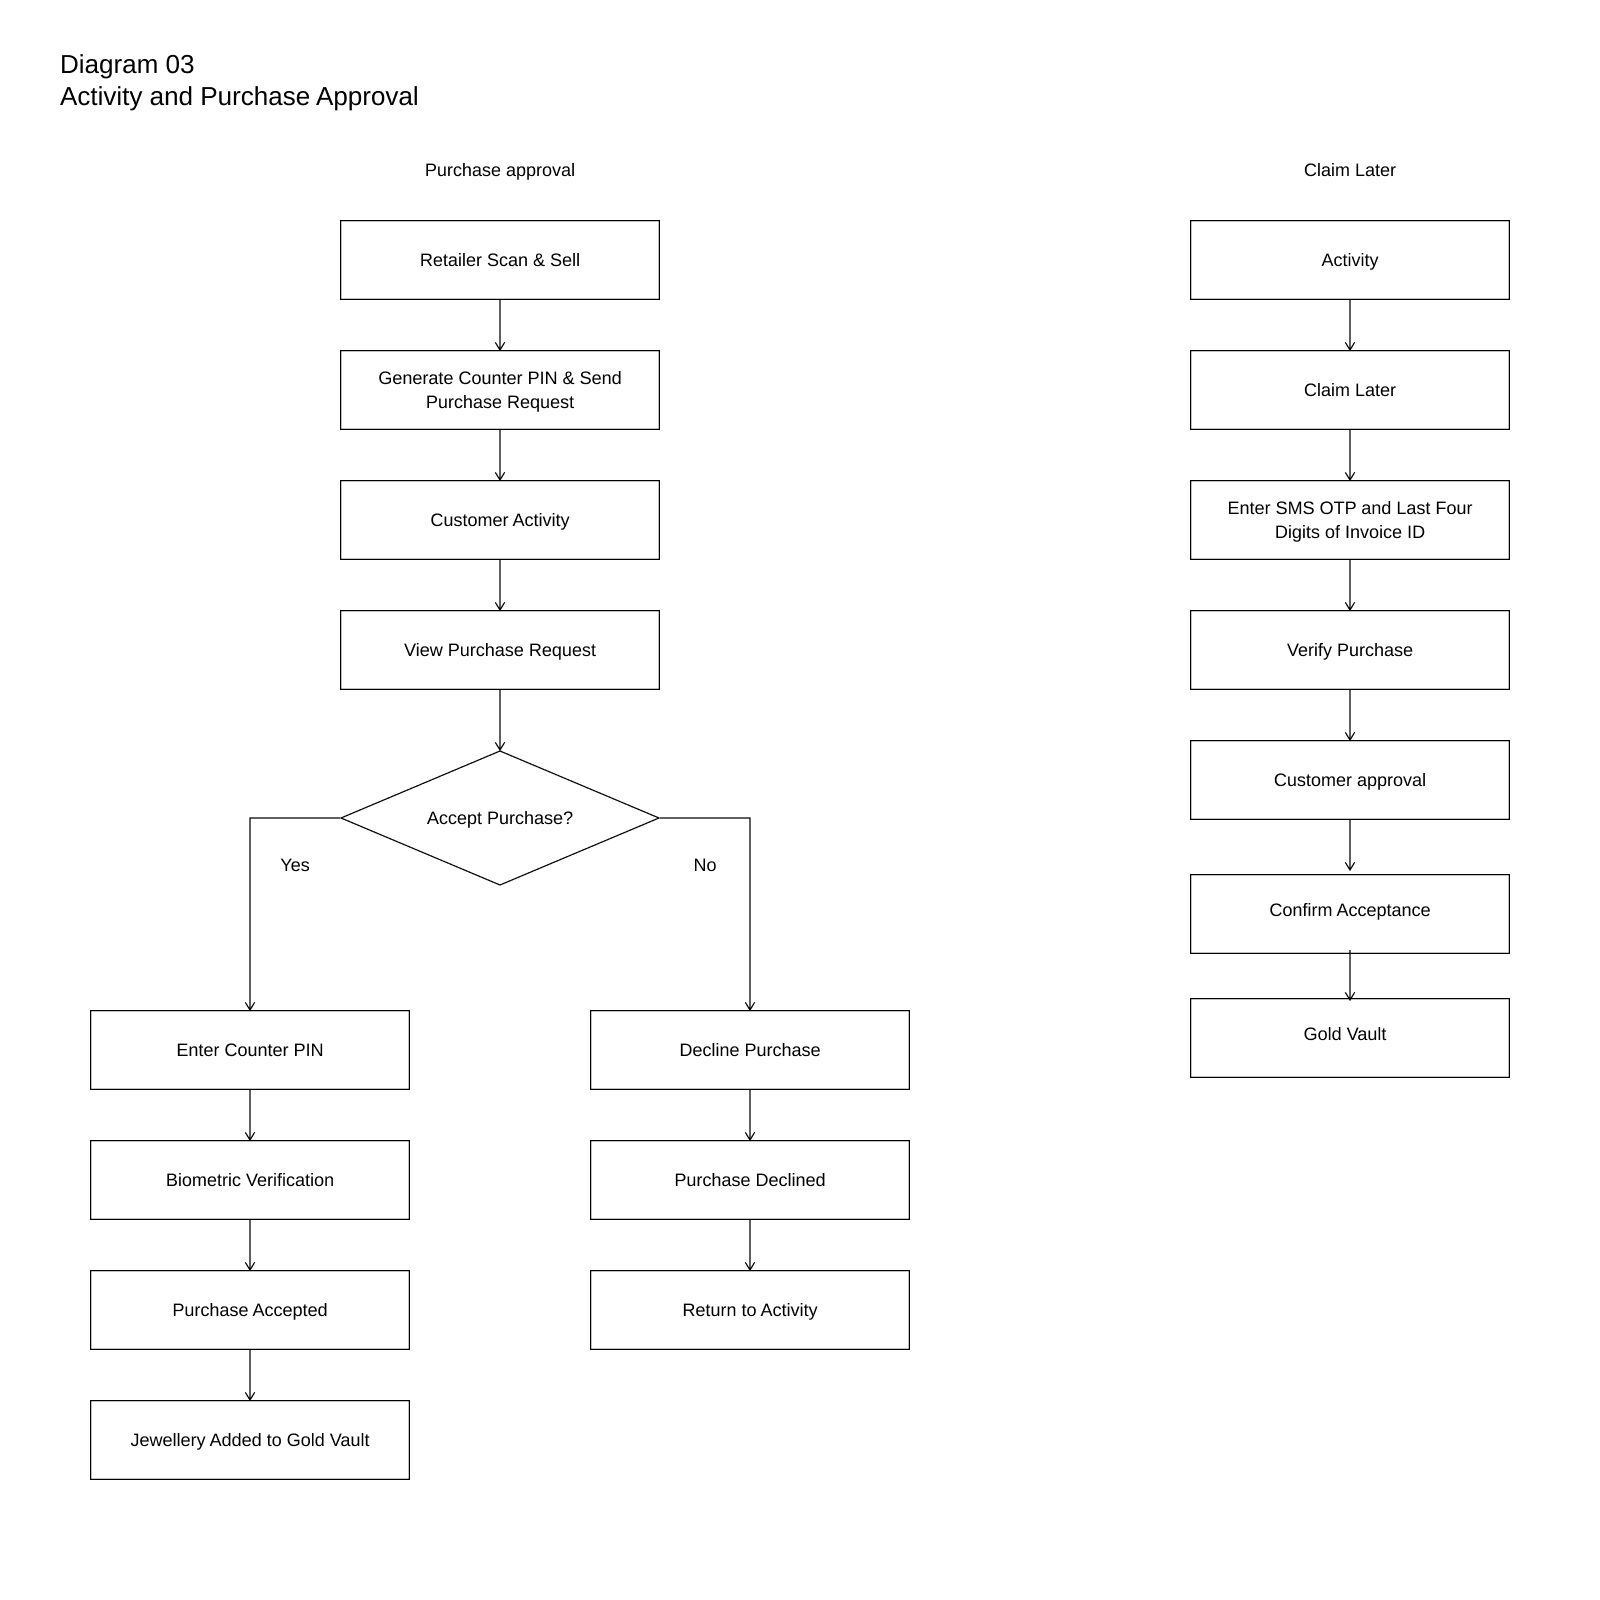 Diagram 03
Activity and Purchase Approval
Purchase approval
Retailer Scan & Sell
Generate Counter PIN & Send
Purchase Request
Customer Activity
View Purchase Request
Accept Purchase?
Yes
No
Enter Counter PIN
Biometric Verification
Purchase Accepted
Jewellery Added to Gold Vault
Decline Purchase
Purchase Declined
Return to Activity
Claim Later
Activity
Claim Later
Enter SMS OTP and Last Four
Digits of Invoice ID
Verify Purchase
Customer approval
Confirm Acceptance
Gold Vault